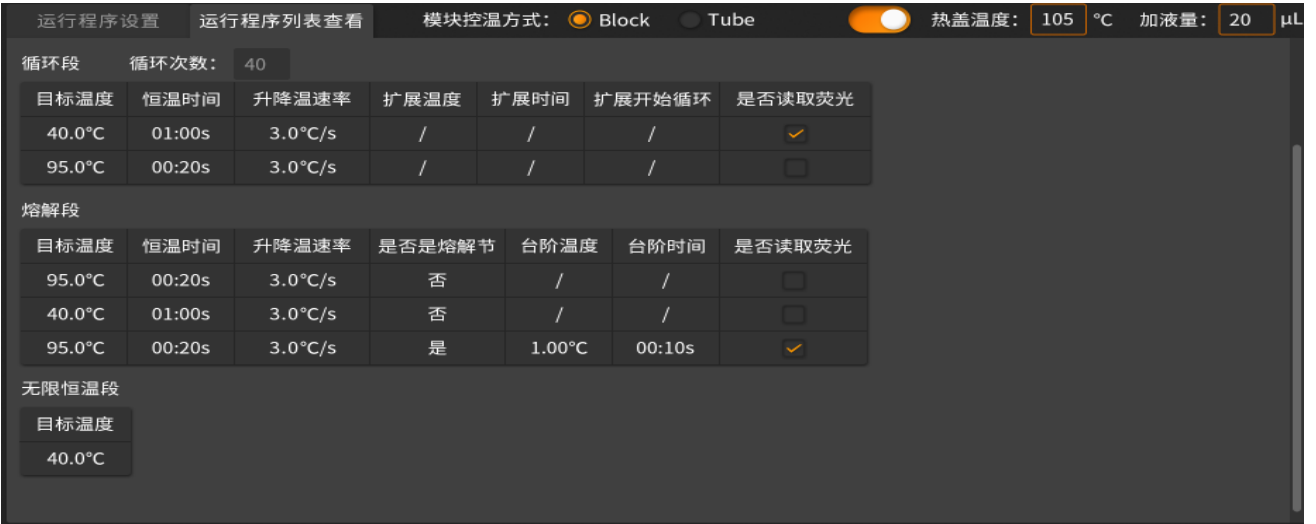 运行程序设置 运行程序列表查看 模块控温方式： Block Tube 热盖温度： 105 °C 加液量： 20 μL
循环段 循环次数： 40
目标温度 恒温时间 升降温速率 扩展温度 扩展时间 扩展开始循环 是否读取荧光
40.0°C 01:00s 3.0°C/s / / /
95.0°C 00:20s 3.0°C/s / / /
熔解段
目标温度 恒温时间 升降温速率 是否是熔解节 台阶温度 台阶时间 是否读取荧光
95.0°C 00:20s 3.0°C/s 否 / /
40.0°C 01:00s 3.0°C/s 否 / /
95.0°C 00:20s 3.0°C/s 是 1.00°C 00:10s
无限恒温段
目标温度
40.0°C